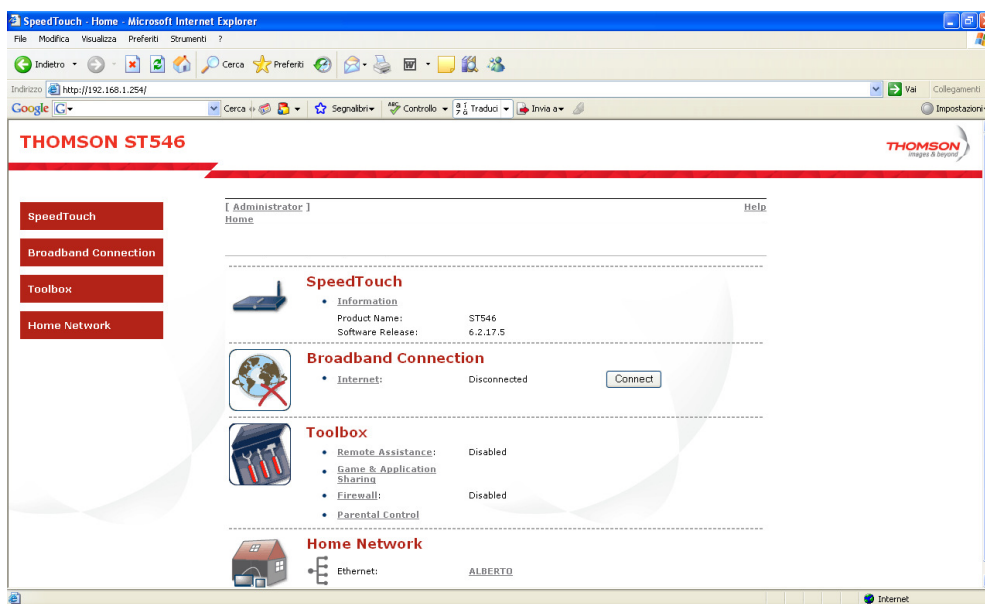 SpeedTouch - Home - Microsoft Internet Explorer
File Modifica Visualizza Preferiti Strumenti ?
Indietro Cerca Preferiti
Indirizzo http://192.168.1.254/ Vai Collegamenti
Google G Cerca Segnalibri ABC Controllo Traduci Invia a Impostazioni
THOMSON ST546
THOMSON
images & beyond
SpeedTouch
Broadband Connection
Toolbox
Home Network
[ Administrator ] Help
Home
SpeedTouch
Information
Product Name: ST546
Software Release: 6.2.17.5
Broadband Connection
Internet: Disconnected Connect
Toolbox
Remote Assistance: Disabled
Game & Application
Sharing
Firewall: Disabled
Parental Control
Home Network
Ethernet: ALBERTO
Internet